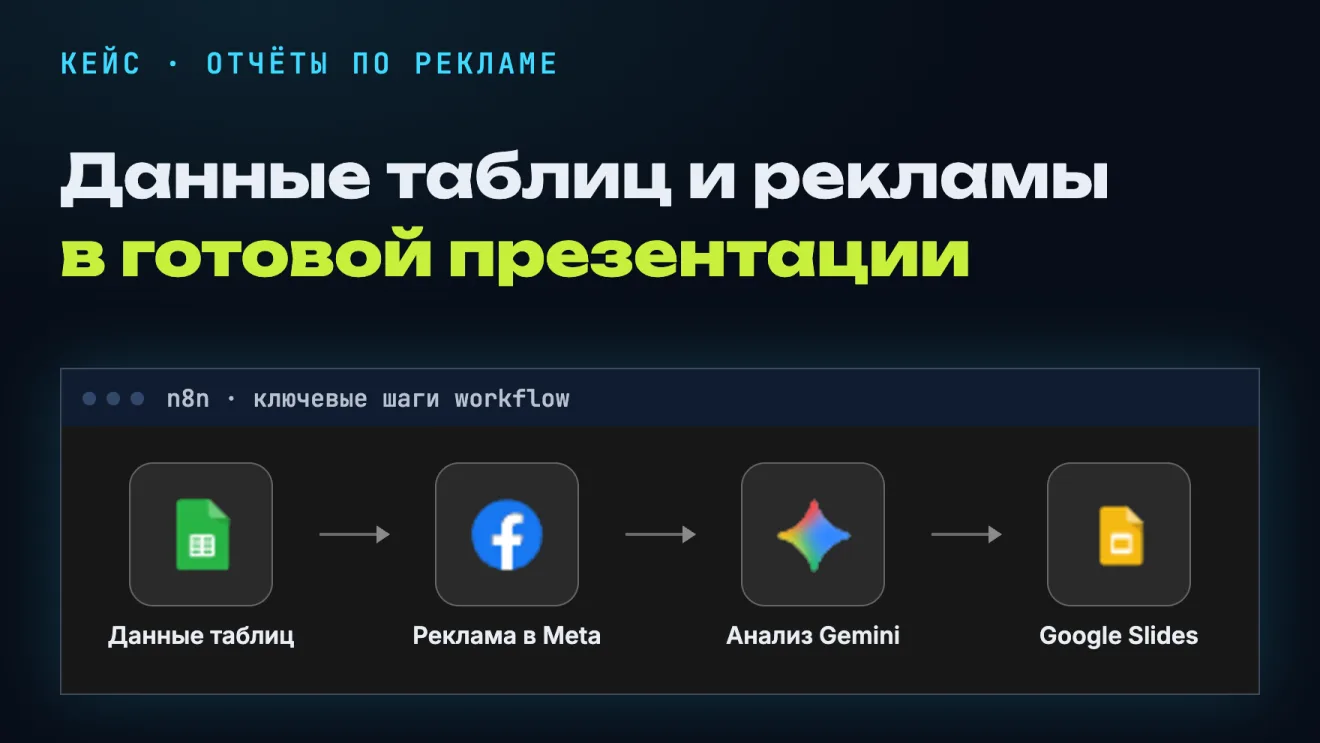 КЕЙС · ОТЧЁТЫ ПО РЕКЛАМЕ
Данные таблиц и рекламы
в готовой презентации
n8n · ключевые шаги workflow
Данные таблиц
Реклама в Meta
Анализ Gemini
Google Slides